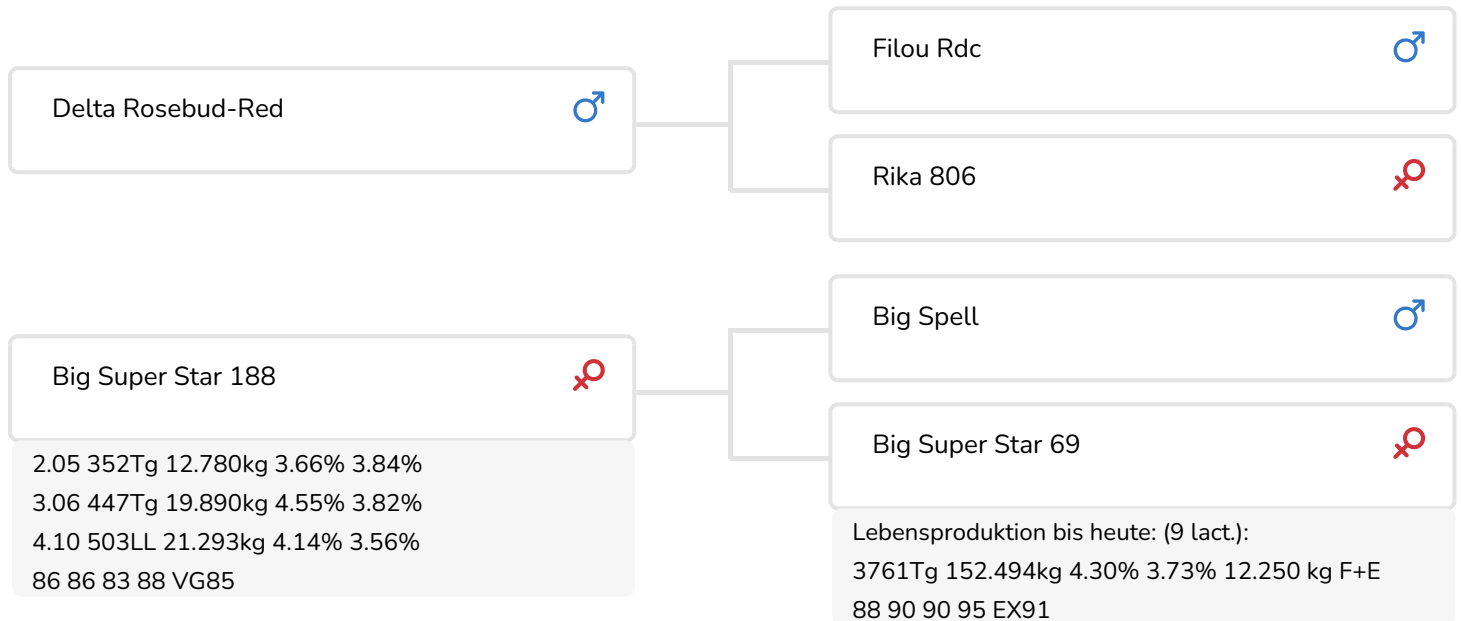 Delta Rosebud-Red
Filou Rdc
Rika 806
Big Super Star 188
2.05 352Tg 12.780kg 3.66% 3.84%
3.06 447Tg 19.890kg 4.55% 3.82%
4.10 503LL 21.293kg 4.14% 3.56%
86 86 83 88 VG85
Big Spell
Big Super Star 69
Lebensproduktion bis heute: (9 lact.):
3761Tg 152.494kg 4.30% 3.73% 12.250 kg F+E
88 90 90 95 EX91